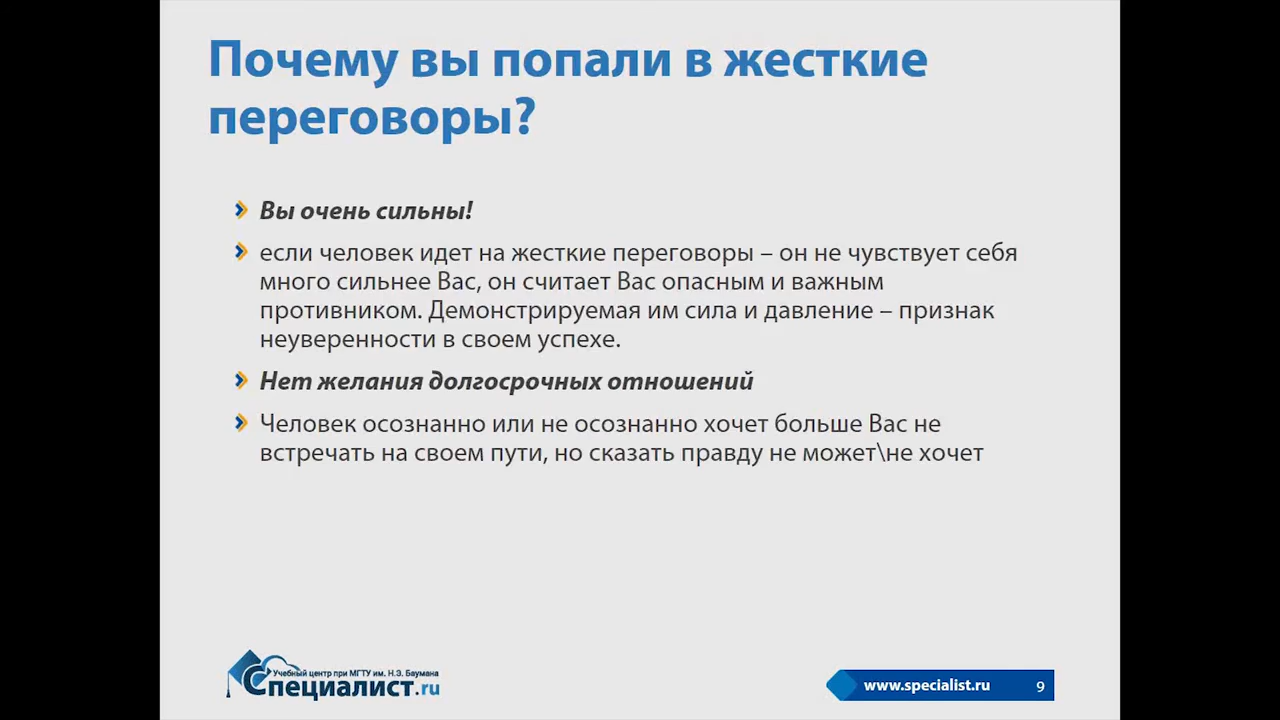 Почему вы попали в жесткие
переговоры?
Вы очень сильны!
если человек идет на жесткие переговоры – он не чувствует себя
много сильнее Вас, он считает Вас опасным и важным
противником. Демонстрируемая им сила и давление – признак
неуверенности в своем успехе.
Нет желания долгосрочных отношений
Человек осознанно или не осознанно хочет больше Вас не
встречать на своем пути, но сказать правду не может\не хочет
Учебный центр при МГТУ им. Н.Э. Баумана
Специалист.ru
www.specialist.ru 9